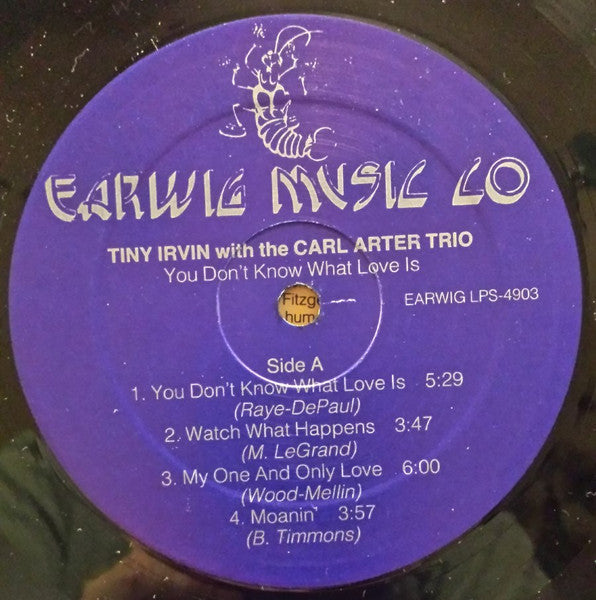 EARWIG MUSIC CO
TINY IRVIN with the CARL ARTER TRIO
You Don't Know What Love Is
EARWIG LPS-4903
Fitzge
hum
Side A
1. You Don't Know What Love Is 5:29
(Raye-DePaul)
2. Watch What Happens 3:47
(M. LeGrand)
3. My One And Only Love 6:00
(Wood-Mellin)
4. Moanin' 3:57
(B. Timmons)